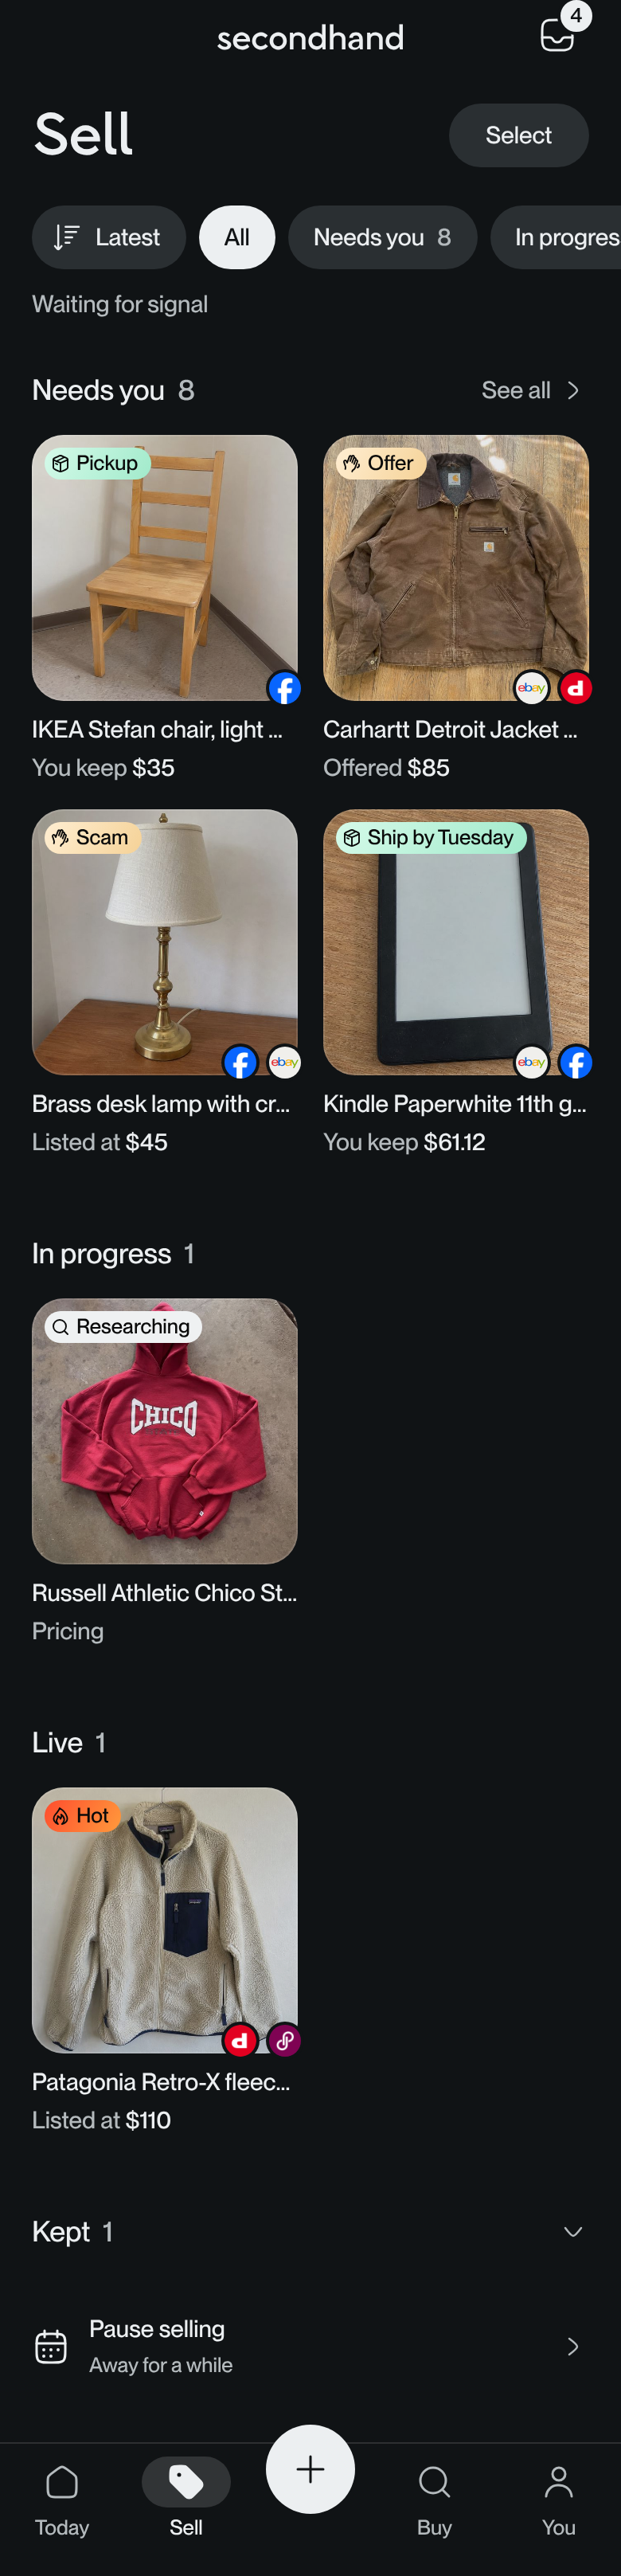 secondhand
4
Sell
Select
Latest
All
Needs you 8
In progres
Waiting for signal
Needs you 8
See all
Pickup
Offer
IKEA Stefan chair, light ...
Carhartt Detroit Jacket ...
You keep $35
Offered $85
ebay
Scam
Ship by Tuesday
ebay
ebay
Brass desk lamp with cr...
Kindle Paperwhite 11th g...
Listed at $45
You keep $61.12
In progress 1
Researching
CHICO
Russell Athletic Chico St...
Pricing
Live 1
Hot
Patagonia Retro-X fleec...
Listed at $110
Kept 1
Pause selling
Away for a while
Today
Sell
Buy
You